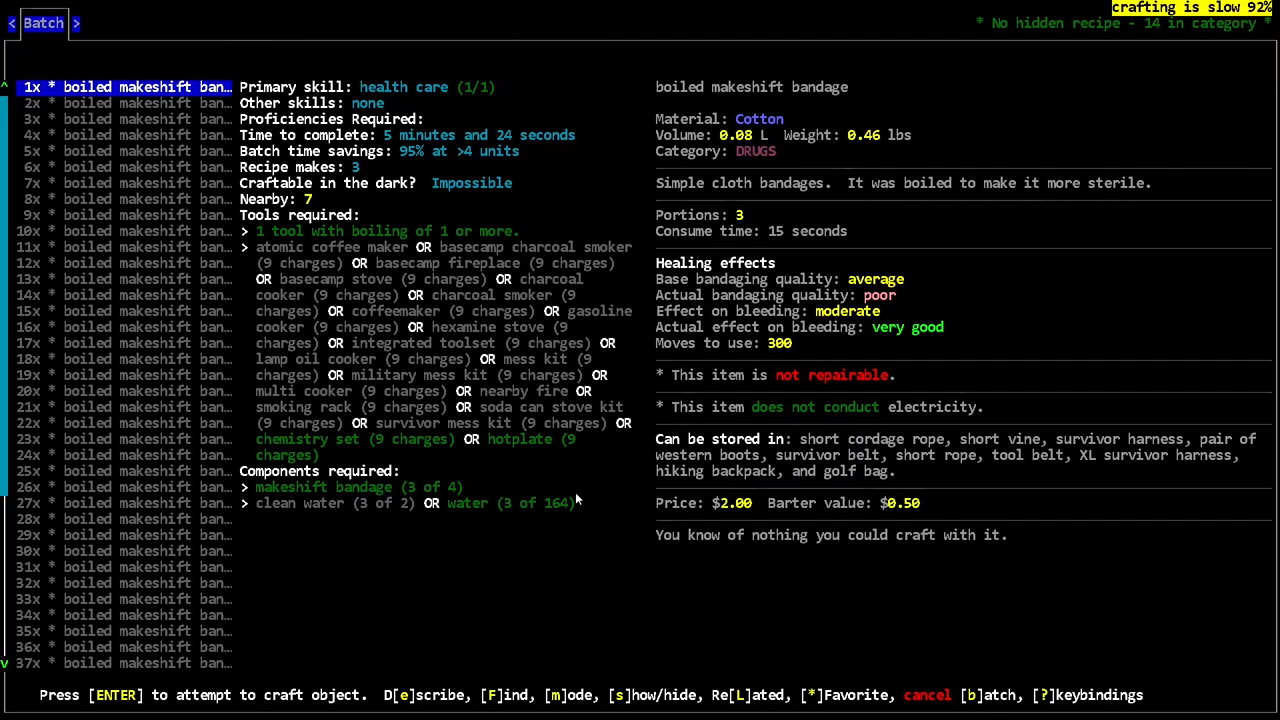 crafting is slow 92%
< Batch >
* No hidden recipe - 14 in category *
1x * boiled makeshift ban…
2x * boiled makeshift ban…
3x * boiled makeshift ban…
4x * boiled makeshift ban…
5x * boiled makeshift ban…
6x * boiled makeshift ban…
7x * boiled makeshift ban…
8x * boiled makeshift ban…
9x * boiled makeshift ban…
10x * boiled makeshift ban…
11x * boiled makeshift ban…
12x * boiled makeshift ban…
13x * boiled makeshift ban…
14x * boiled makeshift ban…
15x * boiled makeshift ban…
16x * boiled makeshift ban…
17x * boiled makeshift ban…
18x * boiled makeshift ban…
19x * boiled makeshift ban…
20x * boiled makeshift ban…
21x * boiled makeshift ban…
22x * boiled makeshift ban…
23x * boiled makeshift ban…
24x * boiled makeshift ban…
25x * boiled makeshift ban…
26x * boiled makeshift ban…
27x * boiled makeshift ban…
28x * boiled makeshift ban…
29x * boiled makeshift ban…
30x * boiled makeshift ban…
31x * boiled makeshift ban…
32x * boiled makeshift ban…
33x * boiled makeshift ban…
34x * boiled makeshift ban…
35x * boiled makeshift ban…
36x * boiled makeshift ban…
37x * boiled makeshift ban…
Primary skill: health care (1/1)
Other skills: none
Proficiencies Required:
Time to complete: 5 minutes and 24 seconds
Batch time savings: 95% at >4 units
Recipe makes: 3
Craftable in the dark? Impossible
Nearby: 7
Tools required:
> 1 tool with boiling of 1 or more.
> atomic coffee maker OR basecamp charcoal smoker
(9 charges) OR basecamp fireplace (9 charges)
OR basecamp stove (9 charges) OR charcoal
cooker (9 charges) OR charcoal smoker (9
charges) OR coffeemaker (9 charges) OR gasoline
cooker (9 charges) OR hexamine stove (9
charges) OR integrated toolset (9 charges) OR
lamp oil cooker (9 charges) OR mess kit (9
charges) OR military mess kit (9 charges) OR
multi cooker (9 charges) OR nearby fire OR
smoking rack (9 charges) OR soda can stove kit
(9 charges) OR survivor mess kit (9 charges) OR
chemistry set (9 charges) OR hotplate (9
charges)
Components required:
> makeshift bandage (3 of 4)
> clean water (3 of 2) OR water (3 of 164)
boiled makeshift bandage
Material: Cotton
Volume: 0.08 L Weight: 0.46 lbs
Category: DRUGS
Simple cloth bandages. It was boiled to make it more sterile.
Portions: 3
Consume time: 15 seconds
Healing effects
Base bandaging quality: average
Actual bandaging quality: poor
Effect on bleeding: moderate
Actual effect on bleeding: very good
Moves to use: 300
* This item is not repairable.
* This item does not conduct electricity.
Can be stored in: short cordage rope, short vine, survivor harness, pair of
western boots, survivor belt, short rope, tool belt, XL survivor harness,
hiking backpack, and golf bag.
Price: $2.00 Barter value: $0.50
You know of nothing you could craft with it.
Press [ENTER] to attempt to craft object. D[e]scribe, [F]ind, [m]ode, [s]how/hide, Re[L]ated, [*]Favorite, cancel [b]atch, [?]keybindings